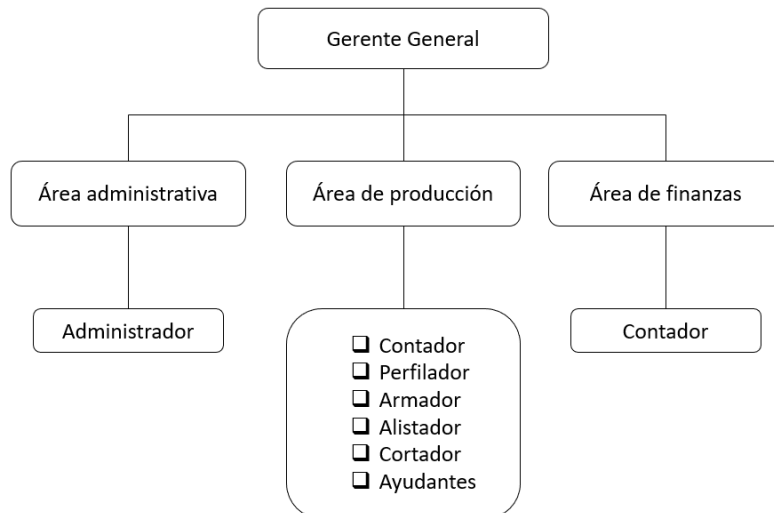 Gerente General
Área administrativa
Área de producción
Área de finanzas
Administrador
Contador
Perfilador
Armador
Alistador
Cortador
Ayudantes
Contador